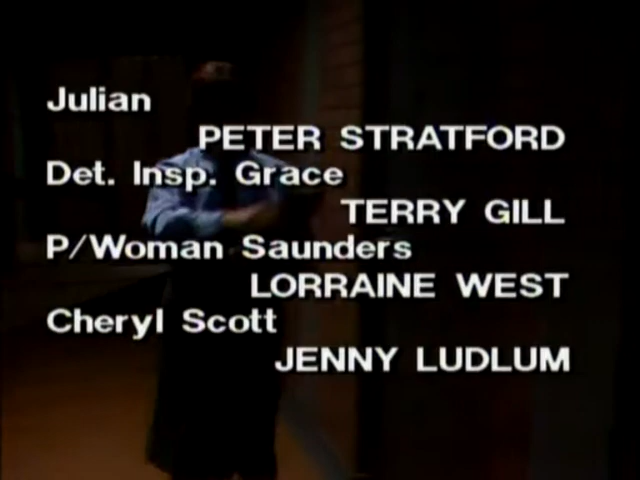 Julian
PETER STRATFORD
Det. Insp. Grace
TERRY GILL
P/Woman Saunders
LORRAINE WEST
Cheryl Scott
JENNY LUDLUM